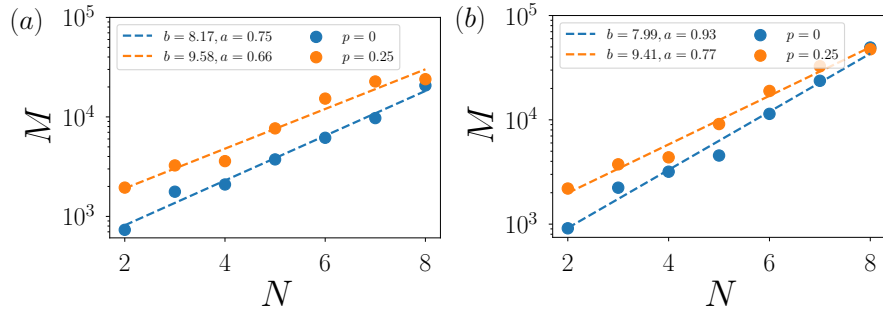 (a)
10^5
10^4
10^3
M
b = 8.17, a = 0.75
b = 9.58, a = 0.66
p = 0
p = 0.25
2 4 6 8
N
(b)
10^5
10^4
10^3
M
b = 7.99, a = 0.93
b = 9.41, a = 0.77
p = 0
p = 0.25
2 4 6 8
N